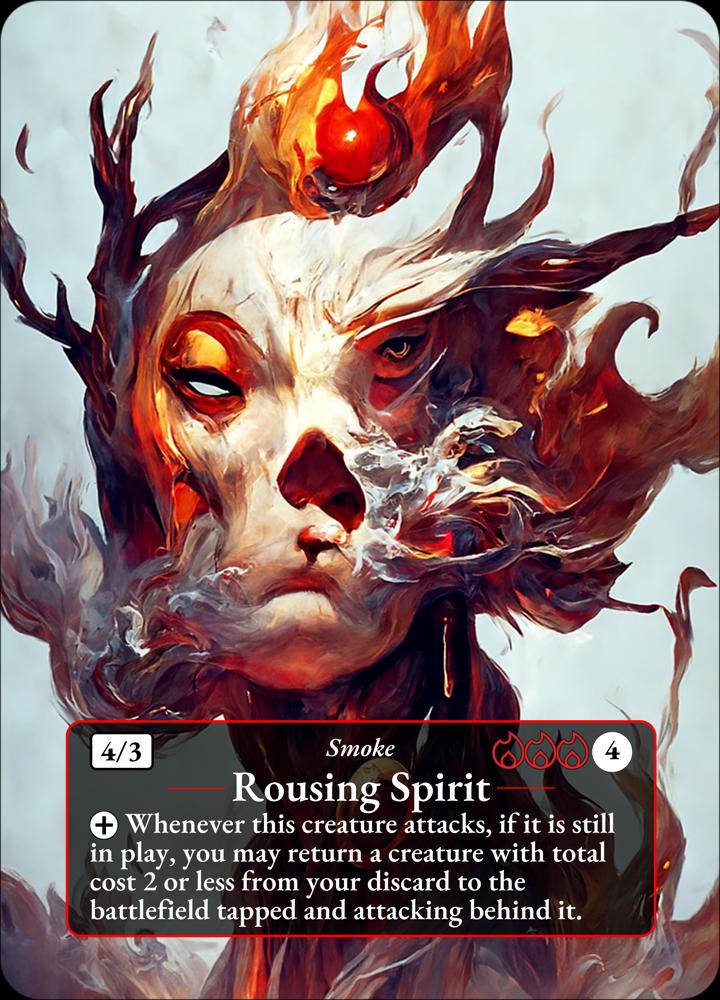 4/3 Smoke 4
Rousing Spirit
Whenever this creature attacks, if it is still
in play, you may return a creature with total
cost 2 or less from your discard to the
battlefield tapped and attacking behind it.